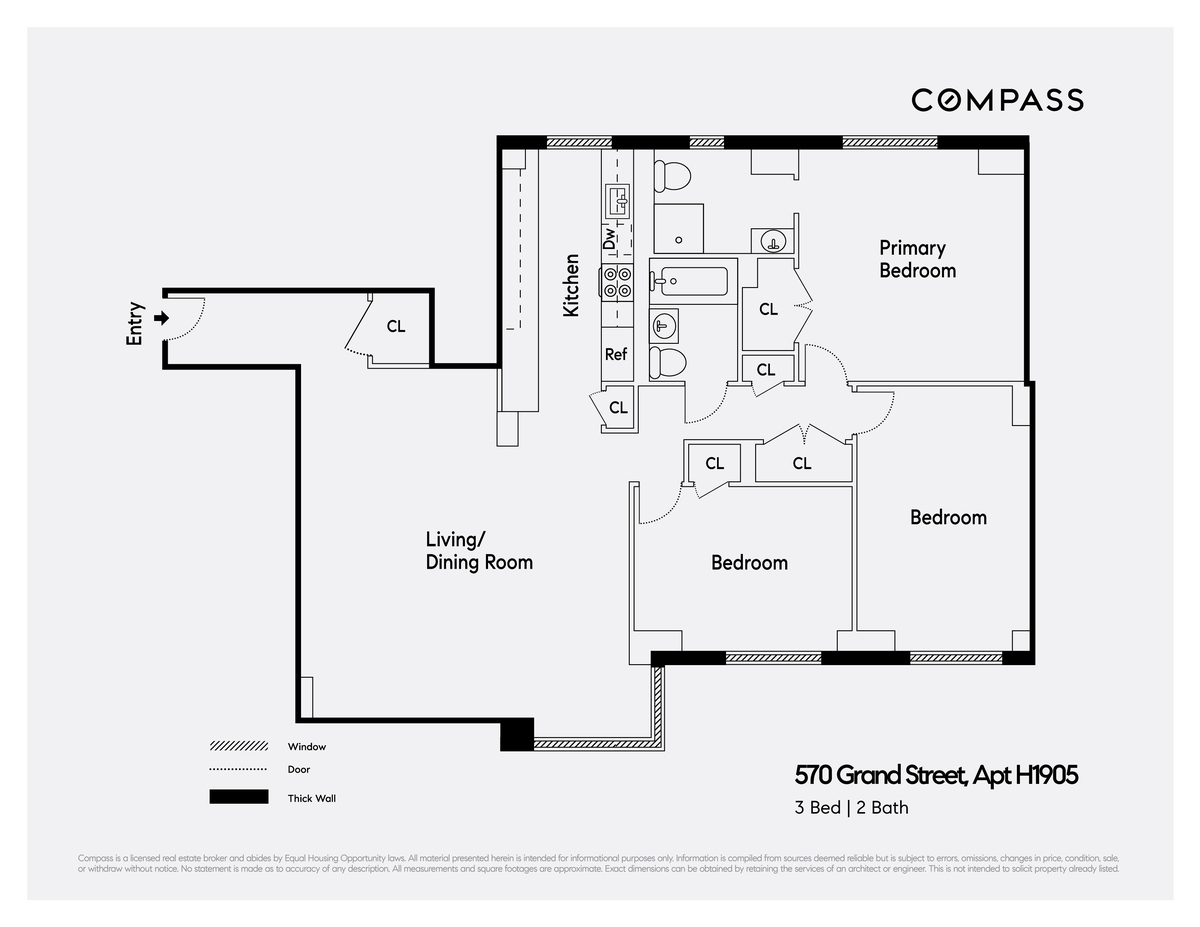 COMPASS
Primary
Bedroom
Kitchen
Dw
Ref
Entry
CL
CL
CL
CL
CL
CL
Living/
Dining Room
Bedroom
Bedroom
Window
Door
Thick Wall
570 Grand Street, Apt H1905
3 Bed | 2 Bath
Compass is a licensed real estate broker and abides by Equal Housing Opportunity laws. All material presented herein is intended for informational purposes only. Information is compiled from sources deemed reliable but is subject to errors, omissions, changes in price, condition, sale,
or withdraw without notice. No statement is made as to accuracy of any description. All measurements and square footages are approximate. Exact dimensions can be obtained by retaining the services of an architect or engineer. This is not intended to solicit property already listed.